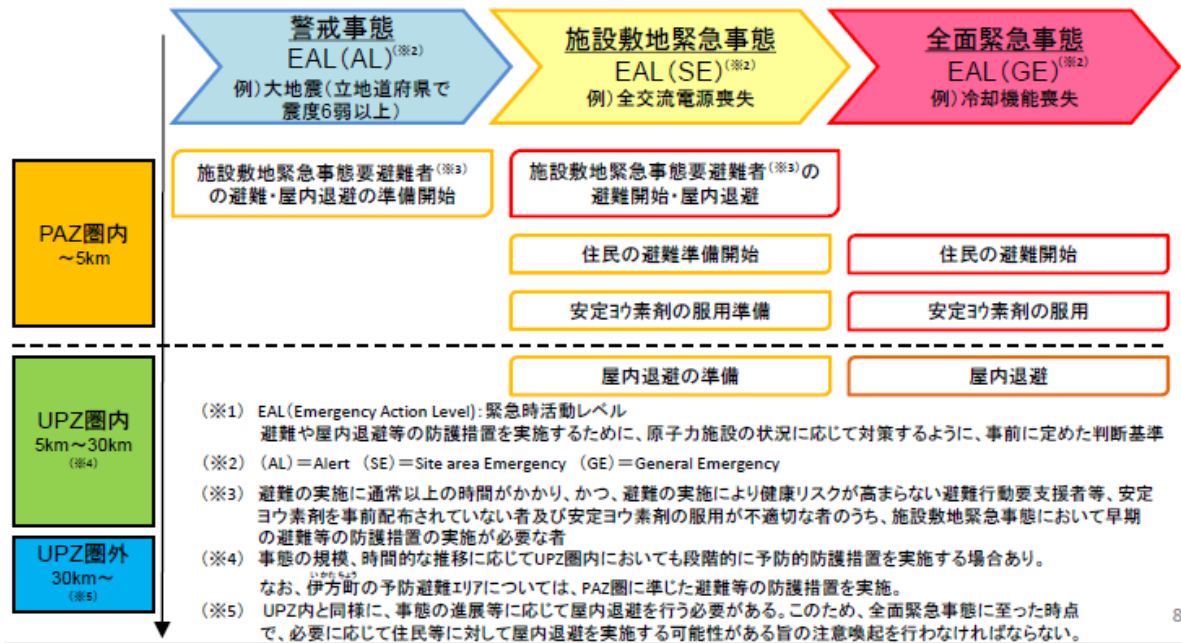 警戒事態
EAL(AL)(※2)
例)大地震(立地道府県で
震度6弱以上)
施設敷地緊急事態
EAL(SE)(※2)
例)全交流電源喪失
全面緊急事態
EAL(GE)(※2)
例)冷却機能喪失
PAZ圏内
～5km
施設敷地緊急事態要避難者(※3)
の避難・屋内退避の準備開始
施設敷地緊急事態要避難者(※3)の
避難開始・屋内退避
住民の避難準備開始
住民の避難開始
安定ヨウ素剤の服用準備
安定ヨウ素剤の服用
UPZ圏内
5km～30km
(※4)
屋内退避の準備
屋内退避
(※1) EAL(Emergency Action Level):緊急時活動レベル
避難や屋内退避等の防護措置を実施するために、原子力施設の状況に応じて対策するように、事前に定めた判断基準
(※2) (AL)=Alert (SE)=Site area Emergency (GE)=General Emergency
(※3) 避難の実施に通常以上の時間がかかり、かつ、避難の実施により健康リスクが高まらない避難行動要支援者等、安定
ヨウ素剤を事前配布されていない者及び安定ヨウ素剤の服用が不適切な者のうち、施設敷地緊急事態において早期
の避難等の防護措置の実施が必要な者
UPZ圏外
30km～
(※5)
(※4) 事態の規模、時間的な推移に応じてUPZ圏内においても段階的に予防的防護措置を実施する場合あり。
いかたちょう
なお、伊方町の予防避難エリアについては、PAZ圏に準じた避難等の防護措置を実施。
(※5) UPZ内と同様に、事態の進展等に応じて屋内退避を行う必要がある。このため、全面緊急事態に至った時点
で、必要に応じて住民等に対して屋内退避を実施する可能性がある旨の注意喚起を行わなければならない。
8